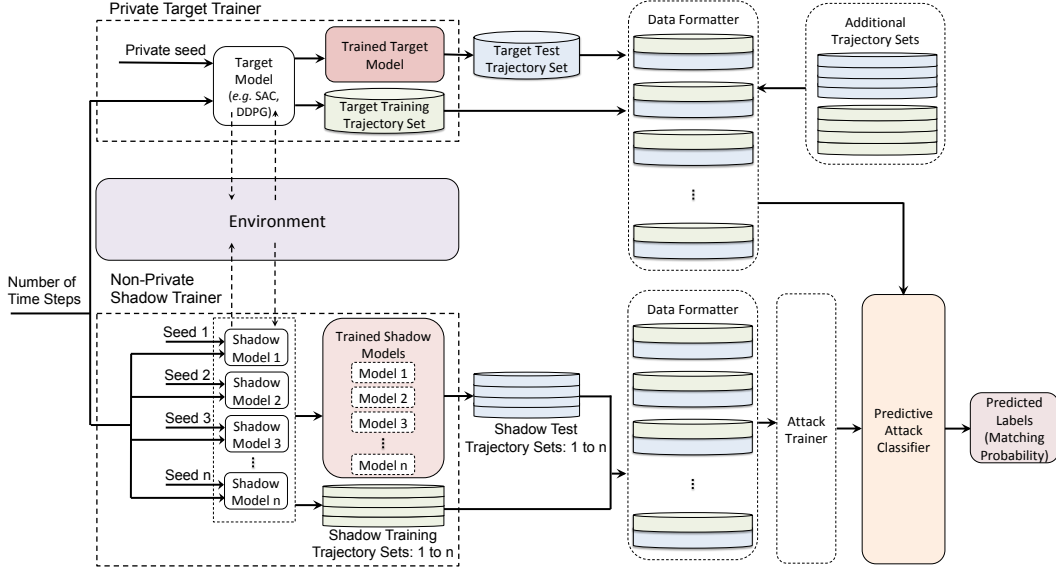 Private Target Trainer
Private seed
Target
Model
(e.g. SAC,
DDPG)
Trained Target
Model
Target Training
Trajectory Set
Target Test
Trajectory Set
Data Formatter
...
Additional
Trajectory Sets
Environment
Number of
Time Steps
Non-Private
Shadow Trainer
Seed 1
Seed 2
Seed 3
Seed n
Shadow
Model 1
Shadow
Model 2
Shadow
Model 3
...
Shadow
Model n
Trained Shadow
Models
Model 1
Model 2
Model 3
...
Model n
Shadow Training
Trajectory Sets: 1 to n
Shadow Test
Trajectory Sets: 1 to n
Data Formatter
...
Attack
Trainer
Predictive
Attack
Classifier
Predicted
Labels
(Matching
Probability)